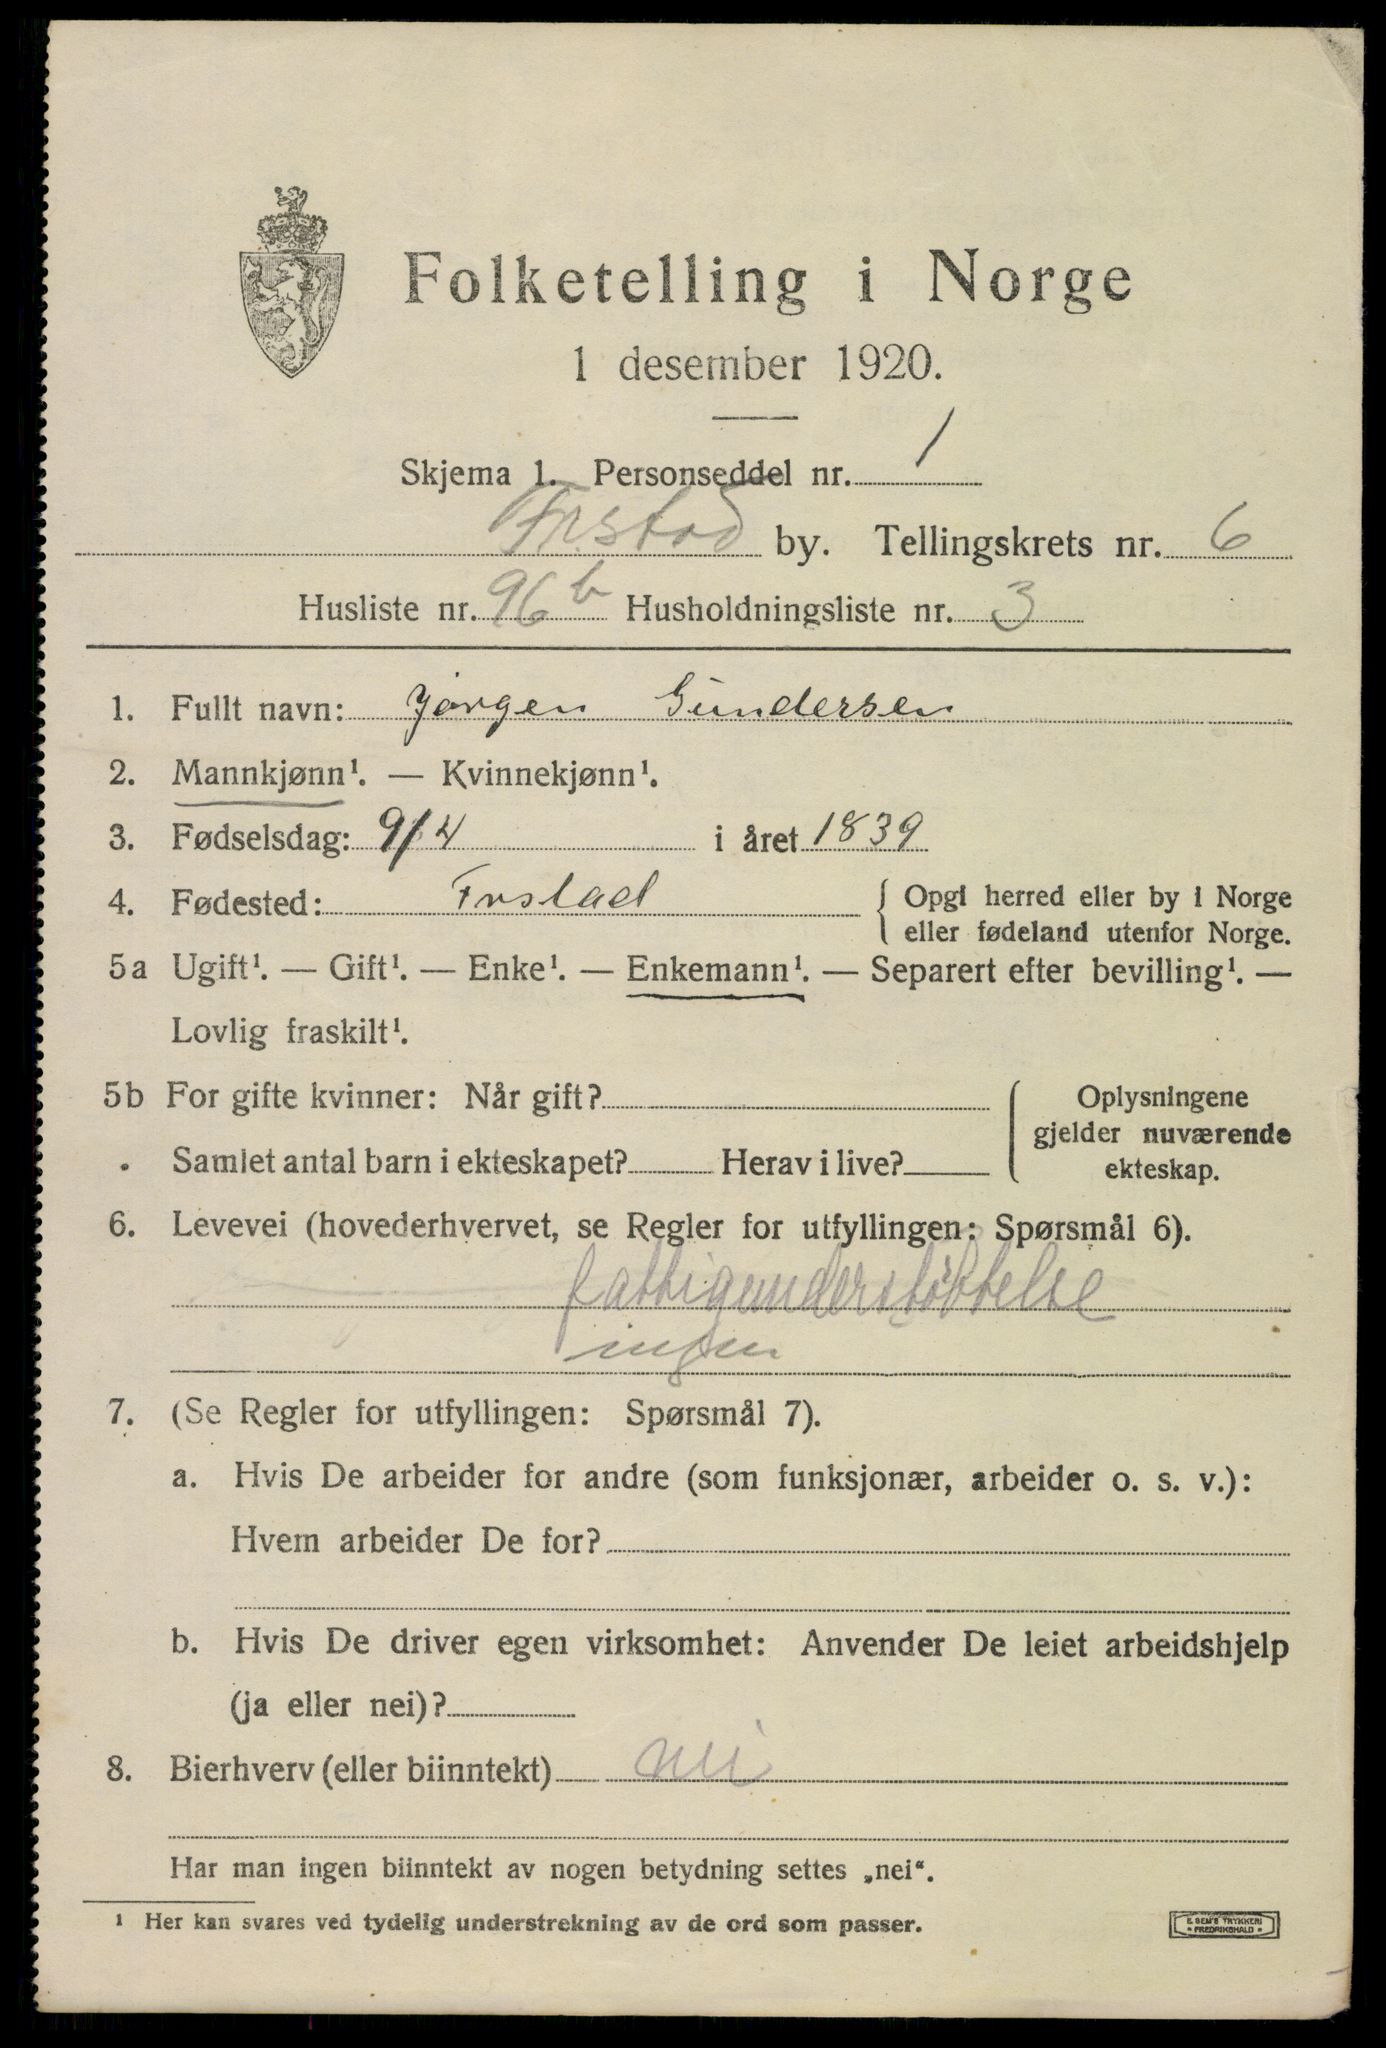 Folketelling i Norge
1 desember 1920.
Skjema 1. Personseddel nr. 1
Frstad by. Tellingskrets nr. 6
Husliste nr. 96 b Husholdningsliste nr. 3
1. Fullt navn: Jørgen Gundersen
2. Mannkjønn¹. — Kvinnekjønn¹.
3. Fødselsdag: 9/4 i året 1839
4. Fødested: Frstad { Opgi herred eller by i Norge
eller fødeland utenfor Norge.
5a Ugift¹. — Gift¹. — Enke¹. — Enkemann¹. — Separert efter bevilling¹. —
Lovlig fraskilt¹.
5b For gifte kvinner: Når gift? Oplysningene
gjelder nuværende
Samlet antal barn i ekteskapet? Herav i live? ekteskap.
6. Levevei (hovederhvervet, se Regler for utfyllingen: Spørsmål 6).
fattigunderstøttelse
ingen
7. (Se Regler for utfyllingen: Spørsmål 7).
a. Hvis De arbeider for andre (som funksjonær, arbeider o. s. v.):
Hvem arbeider De for?
b. Hvis De driver egen virksomhet: Anvender De leiet arbeidshjelp
(ja eller nei)?
8. Bierhverv (eller biinntekt) nei
Har man ingen biinntekt av nogen betydning settes „nei“.
¹ Her kan svares ved tydelig understrekning av de ord som passer.
E. SEM'S TRYKKERI
• FREDRIKSHALD •